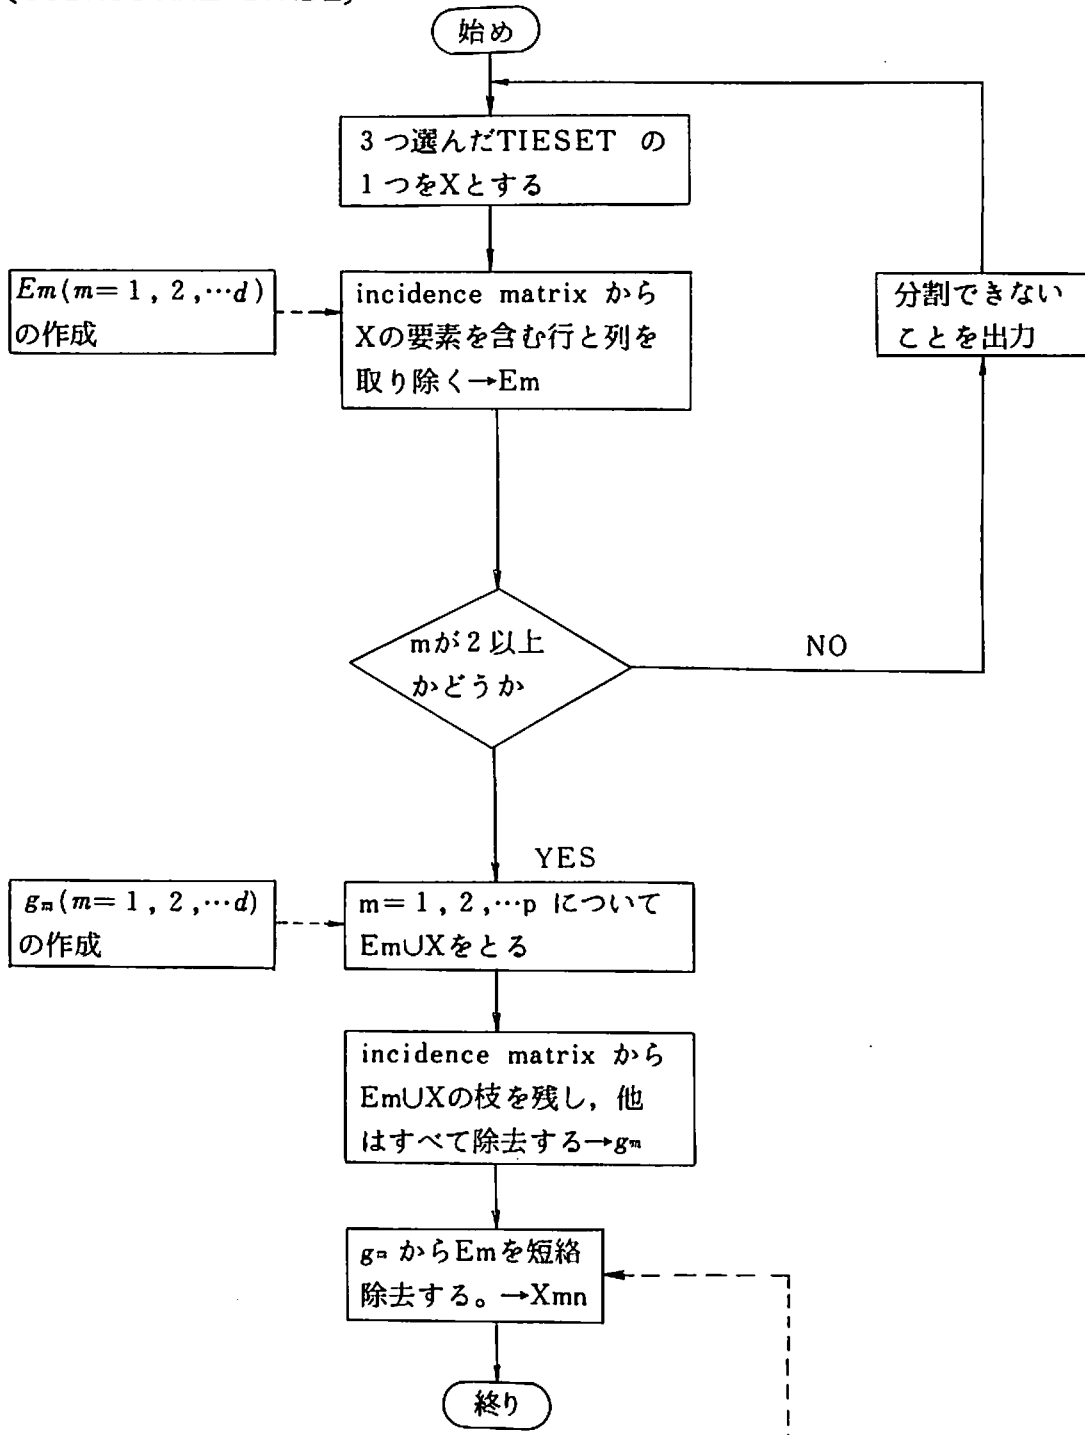 始め
3つ選んだTIESET の
1つをXとする
Em(m=1,2,…d)
の作成
incidence matrix から
Xの要素を含む行と列を
取り除く→Em
分割できない
ことを出力
mが2以上
かどうか
NO
YES
gm(m=1,2,…d)
の作成
m=1,2,…p について
Em∪Xをとる
incidence matrix から
Em∪Xの枝を残し，他
はすべて除去する→gm
gm からEmを短絡
除去する。→Xmn
終り